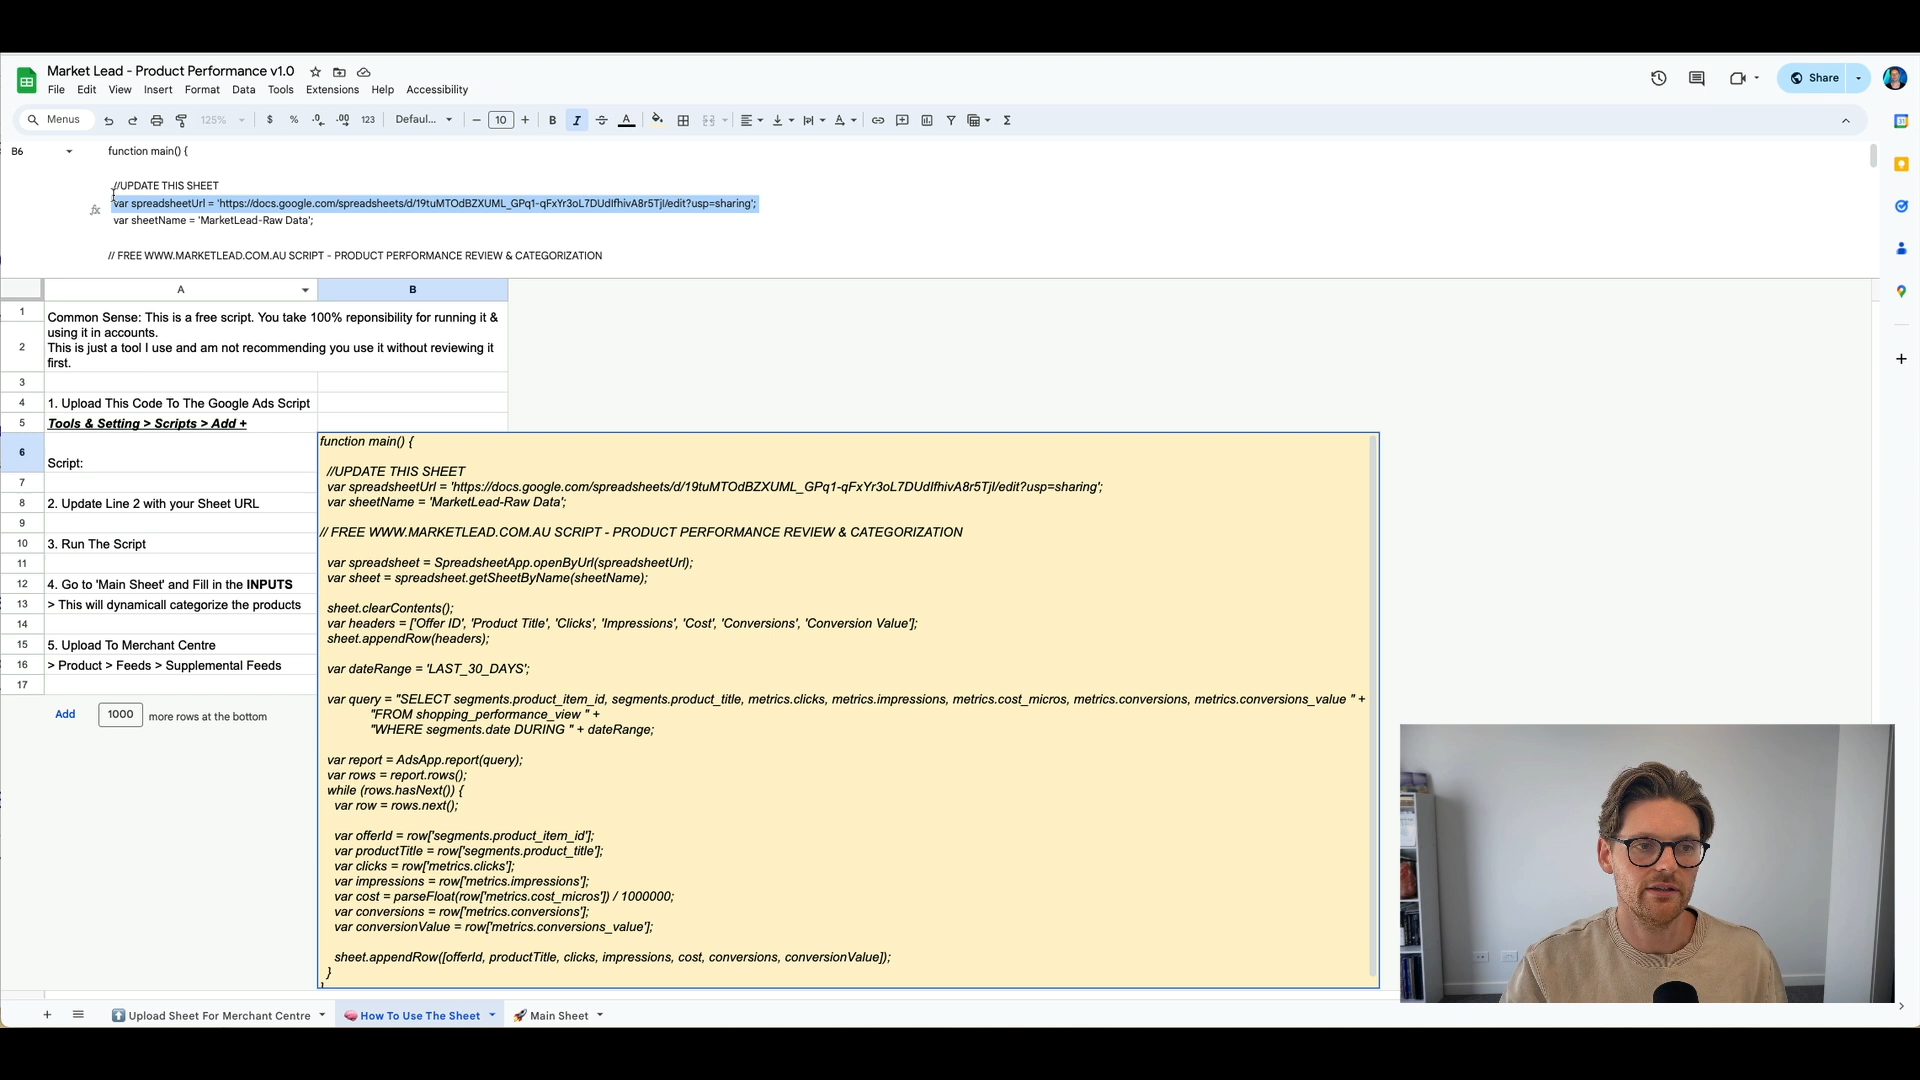 Market Lead - Product Performance v1.0
File Edit View Insert Format Data Tools Extensions Help Accessibility
Share
Menus
125%
$ % .0 .00 123
Defaul...
10
B I A
B6
function main() {
//UPDATE THIS SHEET
var spreadsheetUrl = 'https://docs.google.com/spreadsheets/d/19tuMTOdBZXUML_GPq1-qFxYr3oL7DUdIfhivA8r5TjI/edit?usp=sharing';
var sheetName = 'MarketLead-Raw Data';
// FREE WWW.MARKETLEAD.COM.AU SCRIPT - PRODUCT PERFORMANCE REVIEW & CATEGORIZATION
A B
1
Common Sense: This is a free script. You take 100% reponsibility for running it &
using it in accounts.
2
This is just a tool I use and am not recommending you use it without reviewing it
first.
3
4 1. Upload This Code To The Google Ads Script
5 Tools & Setting > Scripts > Add +
6 Script:
7
8 2. Update Line 2 with your Sheet URL
9
10 3. Run The Script
11
12 4. Go to 'Main Sheet' and Fill in the INPUTS
13 > This will dynamicall categorize the products
14
15 5. Upload To Merchant Centre
16 > Product > Feeds > Supplemental Feeds
17
Add 1000 more rows at the bottom
function main() {
//UPDATE THIS SHEET
var spreadsheetUrl = 'https://docs.google.com/spreadsheets/d/19tuMTOdBZXUML_GPq1-qFxYr3oL7DUdIfhivA8r5TjI/edit?usp=sharing';
var sheetName = 'MarketLead-Raw Data';
// FREE WWW.MARKETLEAD.COM.AU SCRIPT - PRODUCT PERFORMANCE REVIEW & CATEGORIZATION
var spreadsheet = SpreadsheetApp.openByUrl(spreadsheetUrl);
var sheet = spreadsheet.getSheetByName(sheetName);
sheet.clearContents();
var headers = ['Offer ID', 'Product Title', 'Clicks', 'Impressions', 'Cost', 'Conversions', 'Conversion Value'];
sheet.appendRow(headers);
var dateRange = 'LAST_30_DAYS';
var query = "SELECT segments.product_item_id, segments.product_title, metrics.clicks, metrics.impressions, metrics.cost_micros, metrics.conversions, metrics.conversions_value " +
"FROM shopping_performance_view " +
"WHERE segments.date DURING " + dateRange;
var report = AdsApp.report(query);
var rows = report.rows();
while (rows.hasNext()) {
var row = rows.next();
var offerId = row['segments.product_item_id'];
var productTitle = row['segments.product_title'];
var clicks = row['metrics.clicks'];
var impressions = row['metrics.impressions'];
var cost = parseFloat(row['metrics.cost_micros']) / 1000000;
var conversions = row['metrics.conversions'];
var conversionValue = row['metrics.conversions_value'];
sheet.appendRow([offerId, productTitle, clicks, impressions, cost, conversions, conversionValue]);
}
}
Upload Sheet For Merchant Centre
How To Use The Sheet
Main Sheet